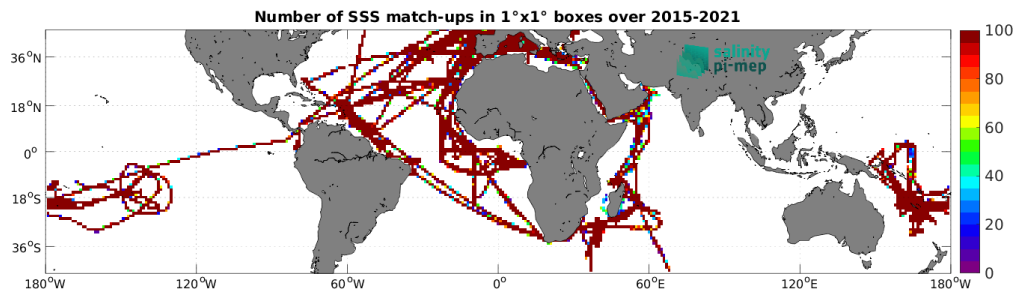 Number of SSS match-ups in 1°x1° boxes over 2015-2021
salinity
pi-mep
36°N
18°N
0°
18°S
36°S
180°W 120°W 60°W 0° 60°E 120°E 180°W
100
80
60
40
20
0